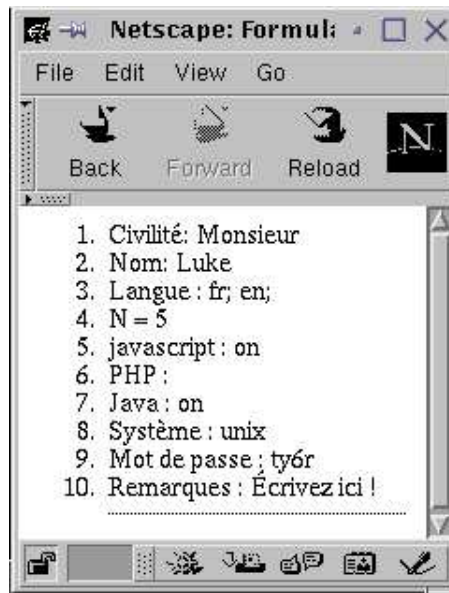 Netscape: Formula
File Edit View Go
Back Forward Reload N
1. Civilité: Monsieur
2. Nom: Luke
3. Langue : fr; en;
4. N = 5
5. javascript : on
6. PHP :
7. Java : on
8. Système : unix
9. Mot de passe : ty6r
10. Remarques : Écrivez ici !